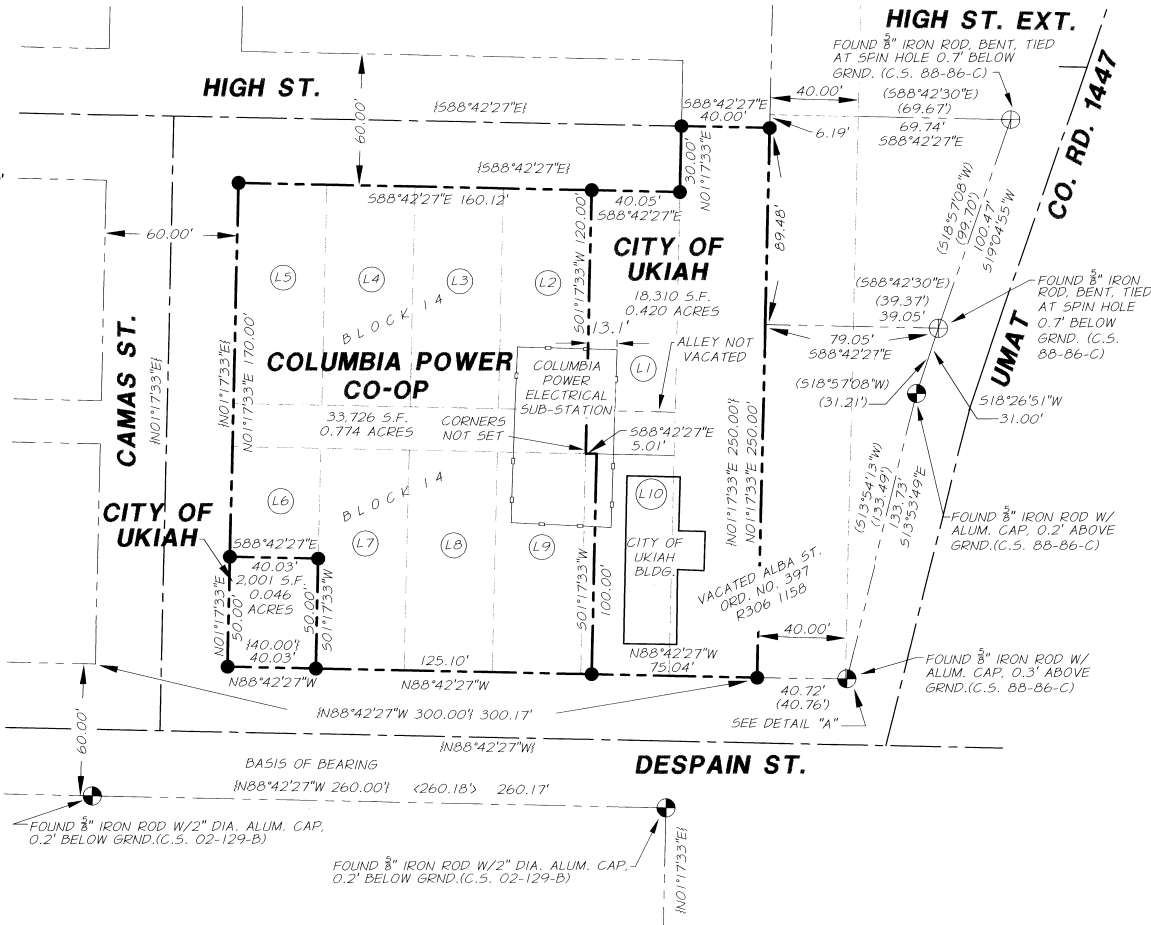 HIGH ST. EXT.
FOUND 5/8" IRON ROD, BENT, TIED
AT SPIN HOLE 0.7' BELOW
GRND. (C.S. 88-86-C)
HIGH ST.
{S88°42'27"E}
S88°42'27"E
40.00'
40.00'
(S88°42'30"E)
(69.67')
69.74'
S88°42'27"E
6.19'
CO. RD. 1447
UMAT
60.00'
30.00'
N01°17'33"E
{S88°42'27"E}
S88°42'27"E 160.12'
40.05'
S88°42'27"E
89.48'
(S18°57'08"W)
(99.70')
100.47'
S19°04'55"W
60.00'
CITY OF
UKIAH
18,310 S.F.
0.420 ACRES
S01°17'33"W 120.00'
13.1'
L5
L4
L3
L2
BLOCK 14
(S88°42'30"E)
(39.37')
39.05'
79.05'
S88°42'27"E
FOUND 5/8" IRON
ROD, BENT, TIED
AT SPIN HOLE
0.7' BELOW
GRND. (C.S.
88-86-C)
ALLEY NOT
VACATED
L1
CAMAS ST.
{N01°17'33"E}
{N01°17'33"E 170.00'}
N01°17'33"E 170.00'
COLUMBIA POWER
CO-OP
33,726 S.F.
0.774 ACRES
COLUMBIA
POWER
ELECTRICAL
SUB-STATION
CORNERS
NOT SET
S88°42'27"E
5.01'
(S18°57'08"W)
(31.21')
S18°26'51"W
31.00'
{N01°17'33"E 250.00'}
N01°17'33"E 250.00'
(S13°54'13"W)
(133.49')
133.73'
S13°53'49"E
L6
BLOCK 14
L7
L8
L9
L10
CITY OF
UKIAH
BLDG.
CITY OF
UKIAH
S88°42'27"E
40.03'
2,001 S.F.
0.046
ACRES
N01°17'33"E
50.00'
50.00'
S01°17'33"W
{40.00'}
40.03'
N88°42'27"W
125.10'
N88°42'27"W
S01°17'33"W
100.00'
N88°42'27"W
75.04'
VACATED ALBA ST.
ORD. NO. 397
R306 1158
FOUND 5/8" IRON ROD W/
ALUM. CAP, 0.2' ABOVE
GRND.(C.S. 88-86-C)
40.00'
FOUND 5/8" IRON ROD W/
ALUM. CAP, 0.3' ABOVE
GRND.(C.S. 88-86-C)
40.72'
(40.76')
SEE DETAIL "A"
{N88°42'27"W 300.00'} 300.17'
60.00'
{N88°42'27"W}
DESPAIN ST.
BASIS OF BEARING
{N88°42'27"W 260.00'} <260.18'> 260.17'
FOUND 5/8" IRON ROD W/2" DIA. ALUM. CAP,
0.2' BELOW GRND.(C.S. 02-129-B)
FOUND 5/8" IRON ROD W/2" DIA. ALUM. CAP,
0.2' BELOW GRND.(C.S. 02-129-B)
{N01°17'33"E}